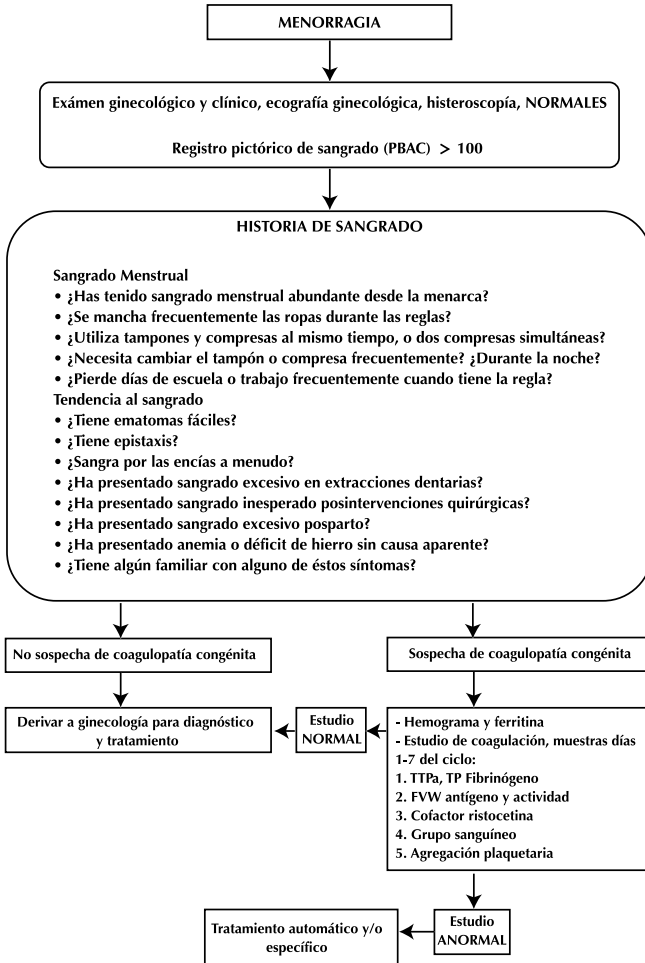 MENORRAGIA
Exámen ginecológico y clínico, ecografía ginecológica, histeroscopía, NORMALES
Registro pictórico de sangrado (PBAC) > 100
HISTORIA DE SANGRADO
Sangrado Menstrual
• ¿Has tenido sangrado menstrual abundante desde la menarca?
• ¿Se mancha frecuentemente las ropas durante las reglas?
• ¿Utiliza tampones y compresas al mismo tiempo, o dos compresas simultáneas?
• ¿Necesita cambiar el tampón o compresa frecuentemente? ¿Durante la noche?
• ¿Pierde días de escuela o trabajo frecuentemente cuando tiene la regla?
Tendencia al sangrado
• ¿Tiene ematomas fáciles?
• ¿Tiene epistaxis?
• ¿Sangra por las encías a menudo?
• ¿Ha presentado sangrado excesivo en extracciones dentarias?
• ¿Ha presentado sangrado inesperado posintervenciones quirúrgicas?
• ¿Ha presentado sangrado excesivo posparto?
• ¿Ha presentado anemia o déficit de hierro sin causa aparente?
• ¿Tiene algún familiar con alguno de éstos síntomas?
No sospecha de coagulopatía congénita
Sospecha de coagulopatía congénita
Derivar a ginecología para diagnóstico
y tratamiento
Estudio
NORMAL
- Hemograma y ferritina
- Estudio de coagulación, muestras días
1-7 del ciclo:
1. TTPa, TP Fibrinógeno
2. FVW antígeno y actividad
3. Cofactor ristocetina
4. Grupo sanguíneo
5. Agregación plaquetaria
Tratamiento automático y/o
específico
Estudio
ANORMAL